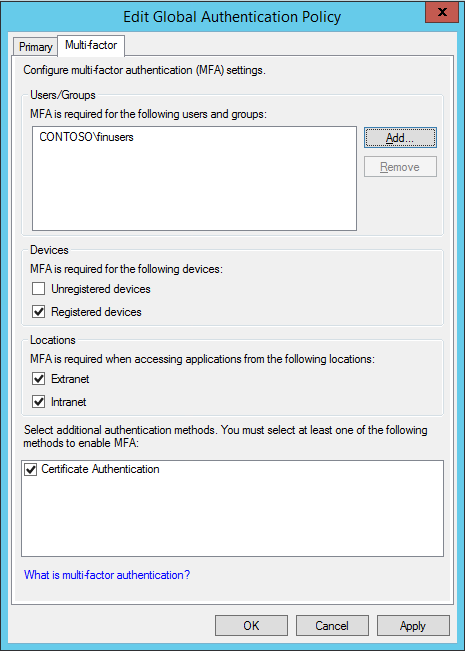 Edit Global Authentication Policy
x
Primary
Multi-factor
Configure multi-factor authentication (MFA) settings.
Users/Groups
MFA is required for the following users and groups:
CONTOSO\finusers
Add...
Remove
Devices
MFA is required for the following devices:
Unregistered devices
Registered devices
Locations
MFA is required when accessing applications from the following locations:
Extranet
Intranet
Select additional authentication methods. You must select at least one of the following
methods to enable MFA:
Certificate Authentication
What is multi-factor authentication?
OK
Cancel
Apply